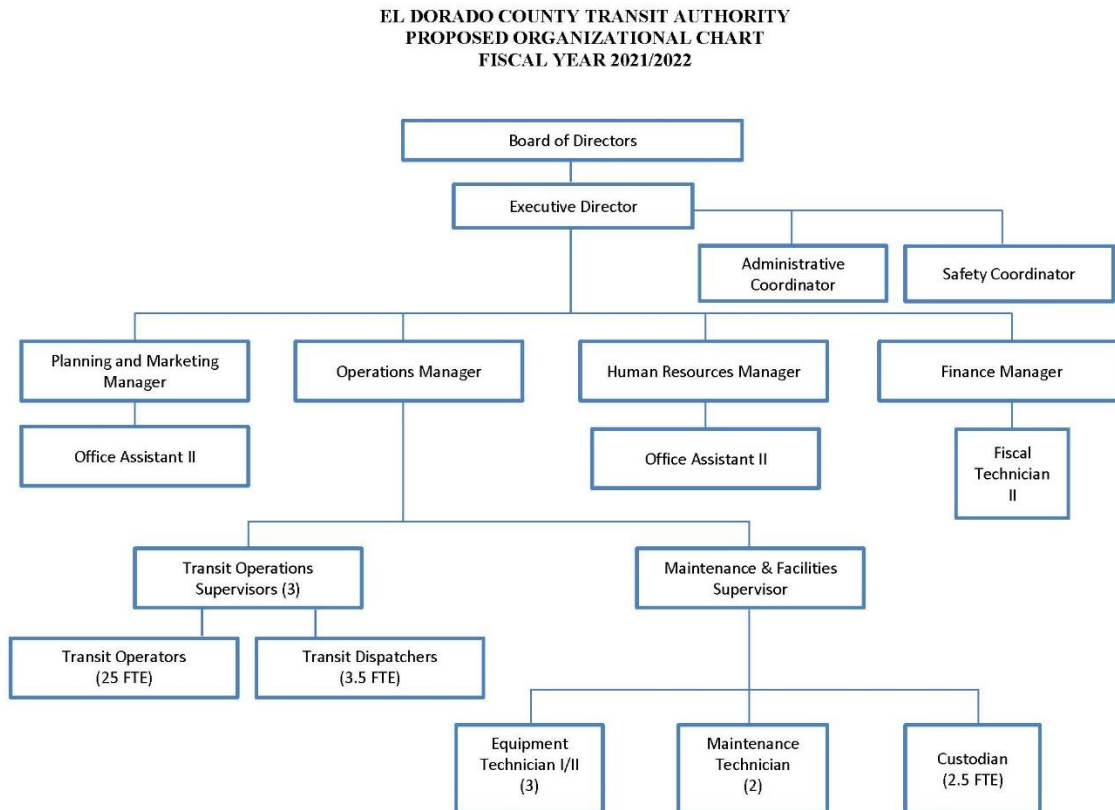 EL DORADO COUNTY TRANSIT AUTHORITY
PROPOSED ORGANIZATIONAL CHART
FISCAL YEAR 2021/2022
Board of Directors
Executive Director
Administrative
Coordinator
Safety Coordinator
Planning and Marketing
Manager
Operations Manager
Human Resources Manager
Finance Manager
Office Assistant II
Office Assistant II
Fiscal
Technician
II
Transit Operations
Supervisors (3)
Maintenance & Facilities
Supervisor
Transit Operators
(25 FTE)
Transit Dispatchers
(3.5 FTE)
Equipment
Technician I/II
(3)
Maintenance
Technician
(2)
Custodian
(2.5 FTE)